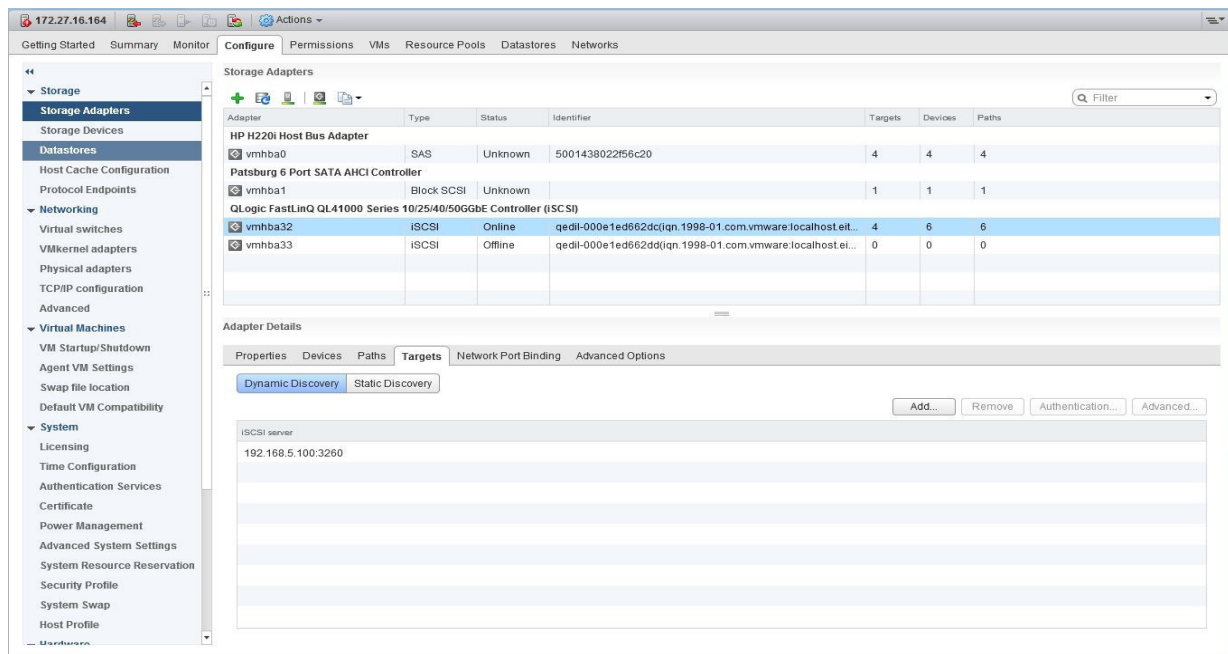 172.27.16.164 Actions
Getting Started Summary Monitor Configure Permissions VMs Resource Pools Datastores Networks
Storage
Storage Adapters
Storage Devices
Datastores
Host Cache Configuration
Protocol Endpoints
Networking
Virtual switches
VMkernel adapters
Physical adapters
TCP/IP configuration
Advanced
Virtual Machines
VM Startup/Shutdown
Agent VM Settings
Swap file location
Default VM Compatibility
System
Licensing
Time Configuration
Authentication Services
Certificate
Power Management
Advanced System Settings
System Resource Reservation
Security Profile
System Swap
Host Profile
Hardware
Storage Adapters
Filter
Adapter Type Status Identifier Targets Devices Paths
HP H220i Host Bus Adapter
vmhba0 SAS Unknown 5001438022f56c20 4 4 4
Patsburg 6 Port SATA AHCI Controller
vmhba1 Block SCSI Unknown 1 1 1
QLogic FastLinQ QL41000 Series 10/25/40/50GGbE Controller (iSCSI)
vmhba32 iSCSI Online qedil-000e1ed662dc(iqn.1998-01.com.vmware:localhost.eit... 4 6 6
vmhba33 iSCSI Offline qedil-000e1ed662dd(iqn.1998-01.com.vmware:localhost.ei... 0 0 0
Adapter Details
Properties Devices Paths Targets Network Port Binding Advanced Options
Dynamic Discovery Static Discovery
Add... Remove Authentication... Advanced...
iSCSI server
192.168.5.100:3260